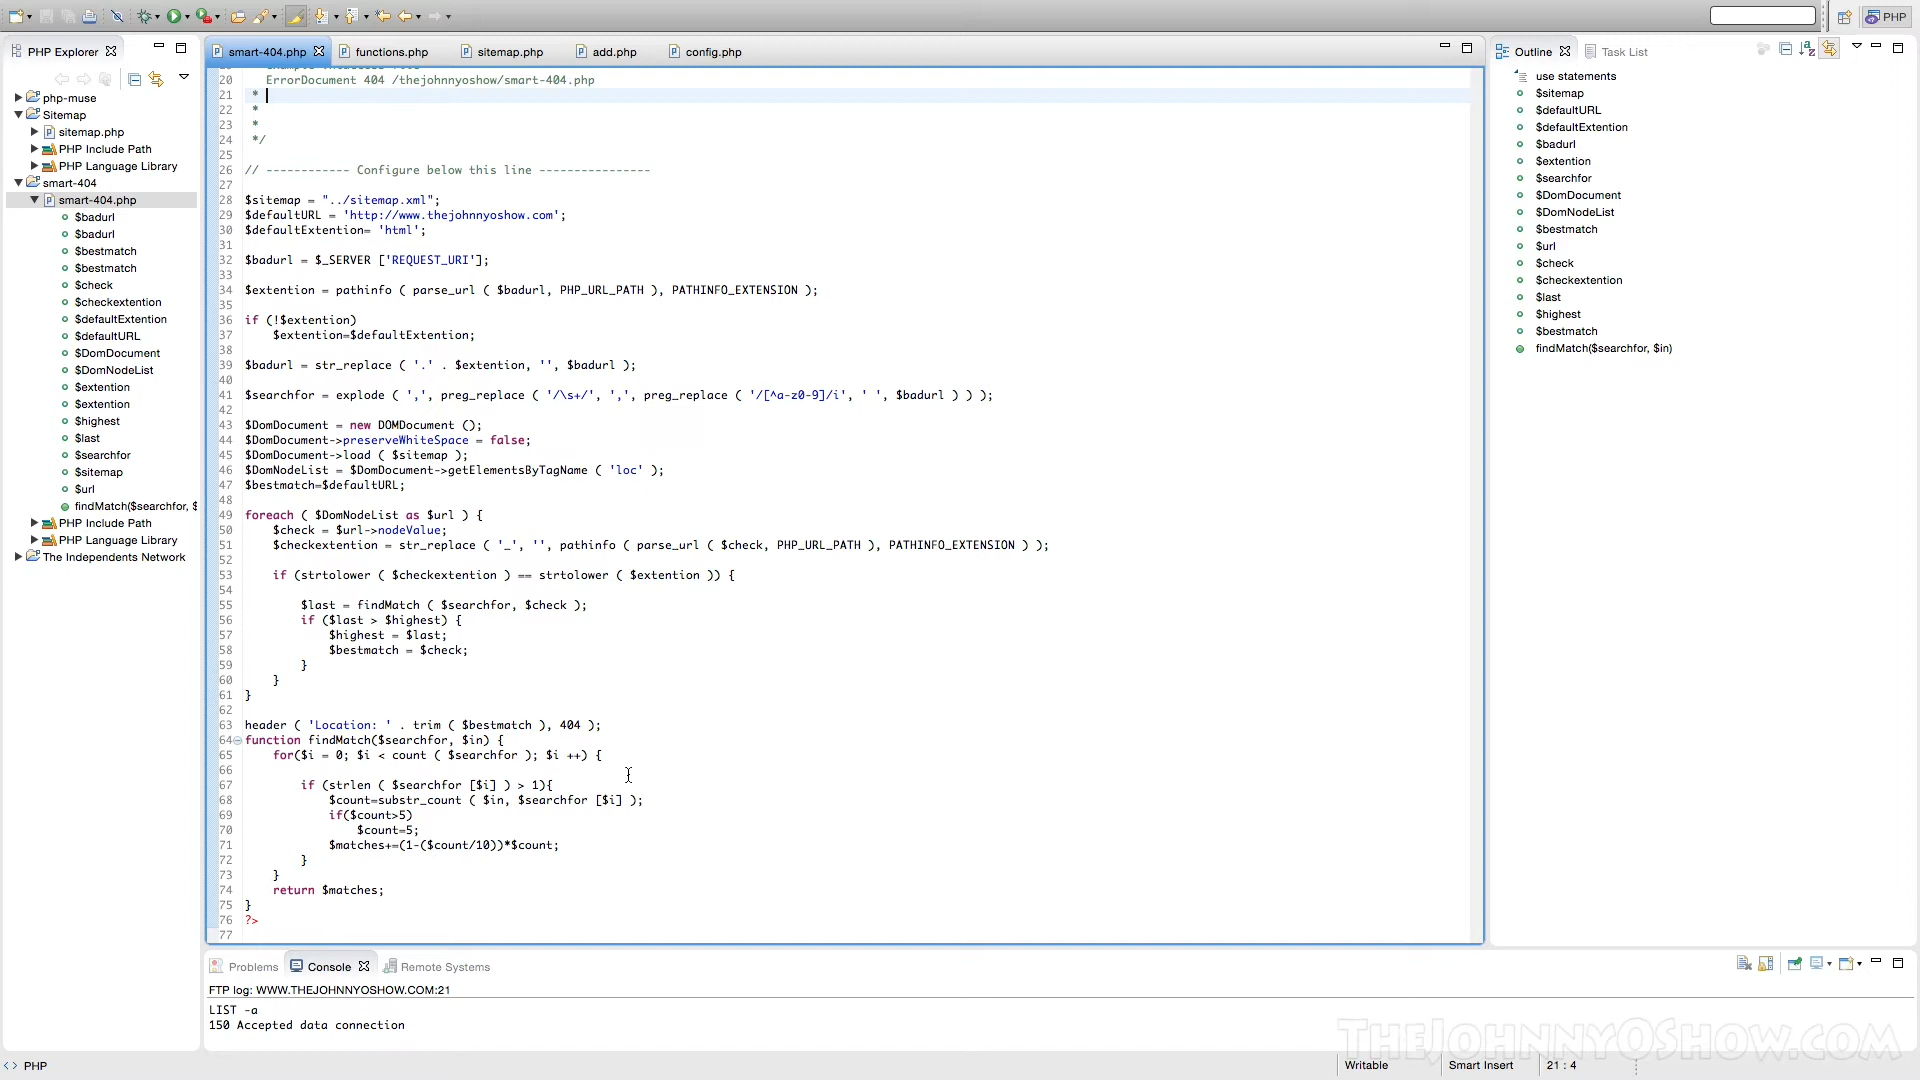 PHP
PHP Explorer
php-muse
Sitemap
sitemap.php
PHP Include Path
PHP Language Library
smart-404
smart-404.php
$badurl
$badurl
$bestmatch
$bestmatch
$check
$checkextention
$defaultExtention
$defaultURL
$DomDocument
$DomNodeList
$extention
$extention
$highest
$last
$searchfor
$sitemap
$url
findMatch($searchfor, $
PHP Include Path
PHP Language Library
The Independents Network
smart-404.php
functions.php
sitemap.php
add.php
config.php
20 ErrorDocument 404 /thejohnnyoshow/smart-404.php
21 *
22 *
23 *
24 */
25
26 // ------------ Configure below this line ----------------
27
28 $sitemap = "../sitemap.xml";
29 $defaultURL = 'http://www.thejohnnyoshow.com';
30 $defaultExtention= 'html';
31
32 $badurl = $_SERVER ['REQUEST_URI'];
33
34 $extention = pathinfo ( parse_url ( $badurl, PHP_URL_PATH ), PATHINFO_EXTENSION );
35
36 if (!$extention)
37 $extention=$defaultExtention;
38
39 $badurl = str_replace ( '.' . $extention, '', $badurl );
40
41 $searchfor = explode ( ',', preg_replace ( '/\s+/', ',', preg_replace ( '/[^a-z0-9]/i', ' ', $badurl ) ) );
42
43 $DomDocument = new DOMDocument ();
44 $DomDocument->preserveWhiteSpace = false;
45 $DomDocument->load ( $sitemap );
46 $DomNodeList = $DomDocument->getElementsByTagName ( 'loc' );
47 $bestmatch=$defaultURL;
48
49 foreach ( $DomNodeList as $url ) {
50 $check = $url->nodeValue;
51 $checkextention = str_replace ( '_', '', pathinfo ( parse_url ( $check, PHP_URL_PATH ), PATHINFO_EXTENSION ) );
52
53 if (strtolower ( $checkextention ) == strtolower ( $extention )) {
54
55 $last = findMatch ( $searchfor, $check );
56 if ($last > $highest) {
57 $highest = $last;
58 $bestmatch = $check;
59 }
60 }
61 }
62
63 header ( 'Location: ' . trim ( $bestmatch ), 404 );
64 function findMatch($searchfor, $in) {
65 for($i = 0; $i < count ( $searchfor ); $i ++) {
66
67 if (strlen ( $searchfor [$i] ) > 1){
68 $count=substr_count ( $in, $searchfor [$i] );
69 if($count>5)
70 $count=5;
71 $matches+=(1-($count/10))*$count;
72 }
73 }
74 return $matches;
75 }
76 ?>
77
Outline
Task List
use statements
$sitemap
$defaultURL
$defaultExtention
$badurl
$extention
$searchfor
$DomDocument
$DomNodeList
$bestmatch
$url
$check
$checkextention
$last
$highest
$bestmatch
findMatch($searchfor, $in)
Problems
Console
Remote Systems
FTP log: WWW.THEJOHNNYOSHOW.COM:21
LIST -a
150 Accepted data connection
THEJOHNNYOSHOW.COM
PHP
Writable
Smart Insert
21 : 4